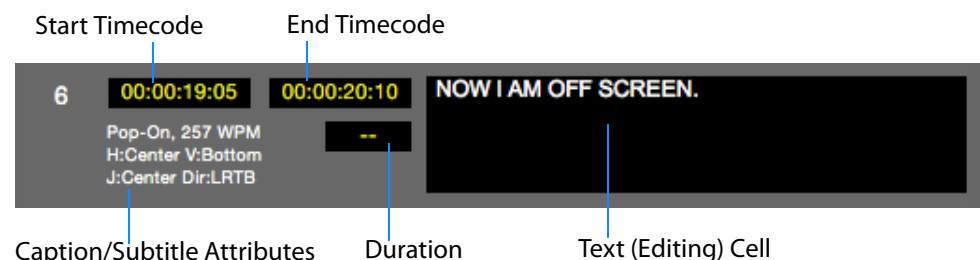 Start Timecode
End Timecode
6
00:00:19:05
00:00:20:10
NOW I AM OFF SCREEN.
Pop-On, 257 WPM
--
H:Center V:Bottom
J:Center Dir:LRTB
Caption/Subtitle Attributes
Duration
Text (Editing) Cell